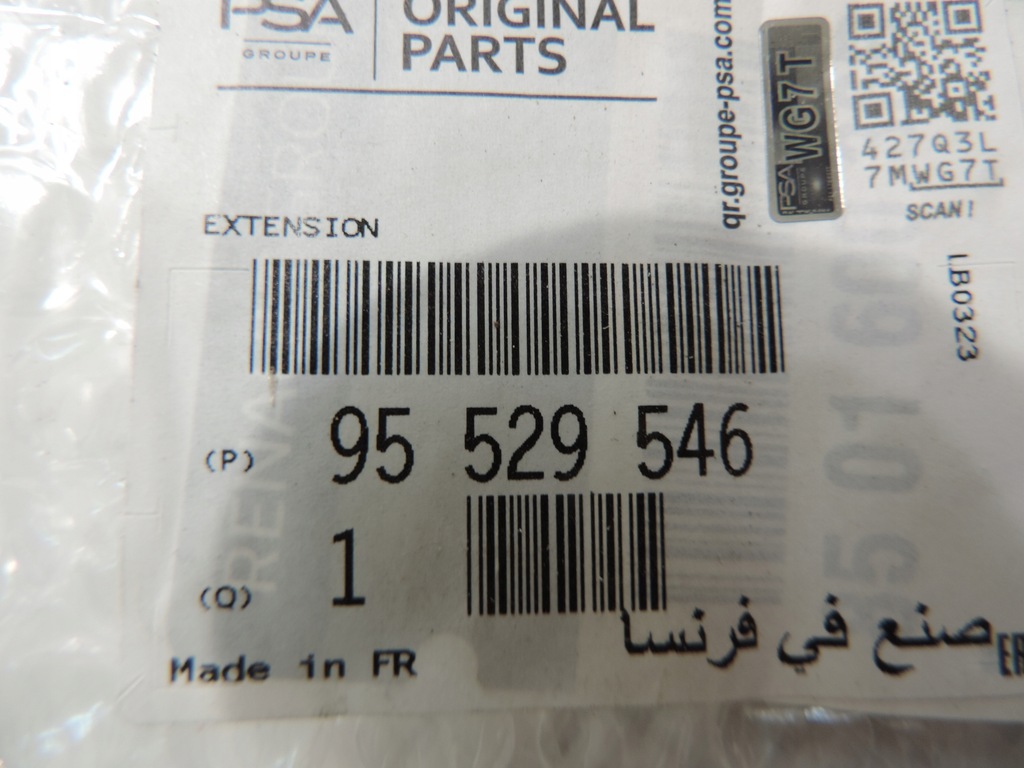 PSA
GROUPE
ORIGINAL
PARTS
qr.groupe-psa.com
PSA
GROUPE
WG7T
427Q3L
7MWG7T
SCAN!
EXTENSION
LB0323
(P) 95 529 546
(Q) 1
Made in FR
صنع في فرنسا